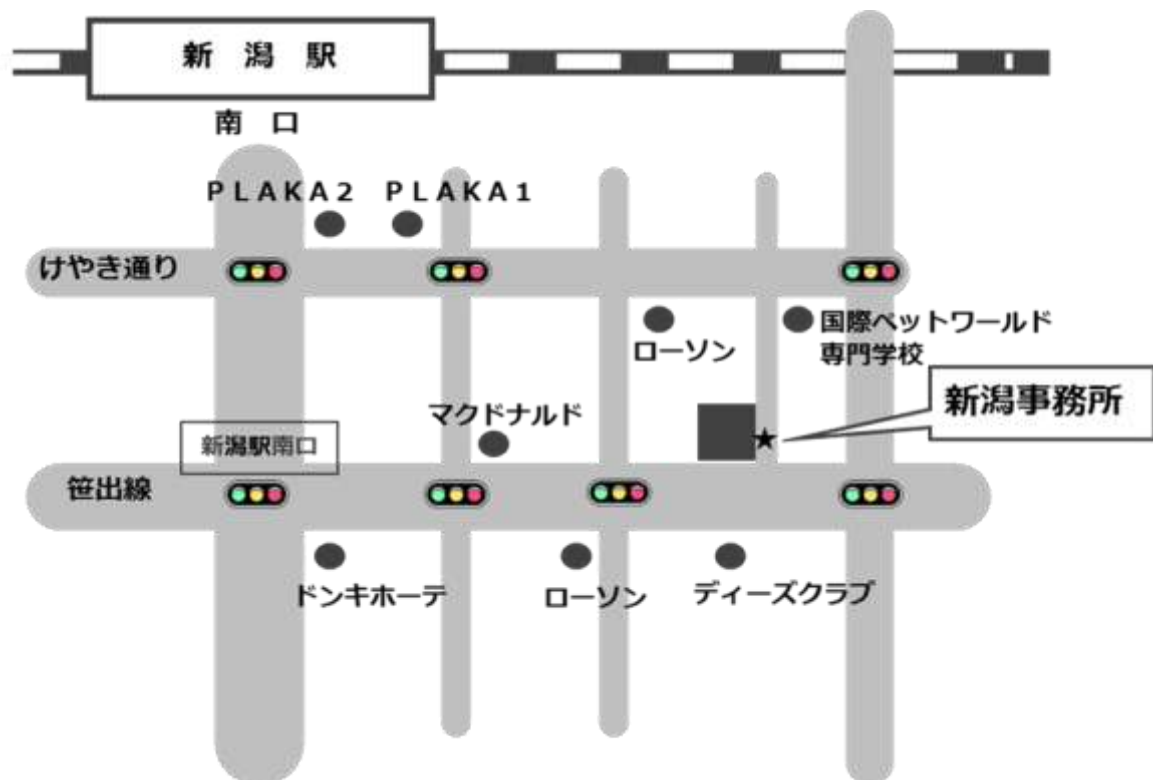 新 潟 駅
南 口
ＰＬＡＫＡ２
ＰＬＡＫＡ１
けやき通り
国際ペットワールド
専門学校
ローソン
新潟事務所
マクドナルド
新潟駅南口
笹出線
ドンキホーテ
ローソン
ディーズクラブ